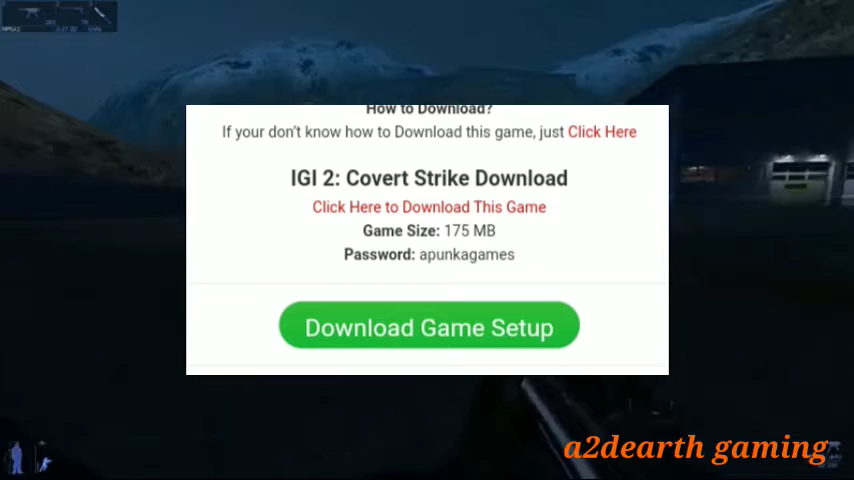 How to Download?
If your don't know how to Download this game, just Click Here
IGI 2: Covert Strike Download
Click Here to Download This Game
Game Size: 175 MB
Password: apunkagames
Download Game Setup
a2dearth gaming